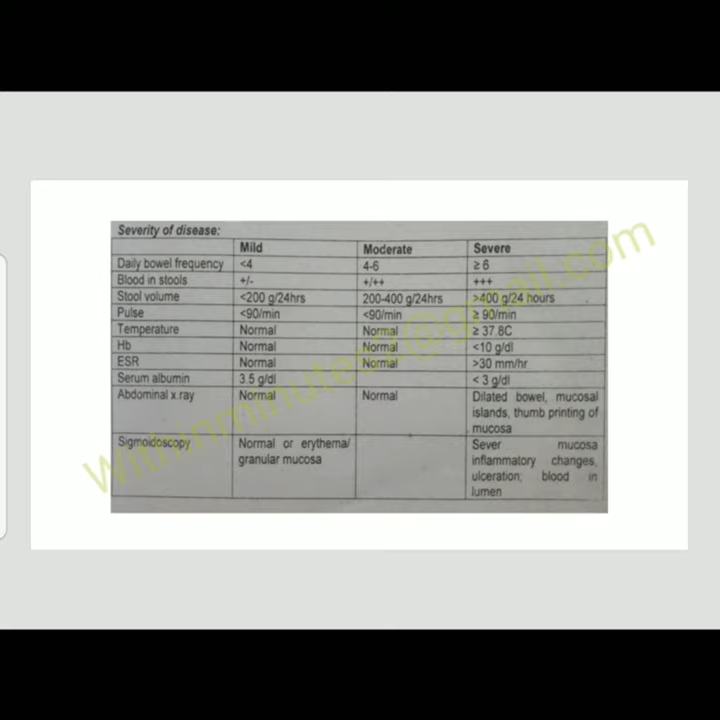 Severity of disease:
Mild Moderate Severe
Daily bowel frequency <4 4-6 ≥ 6
Blood in stools +/- +/++ +++
Stool volume <200 g/24hrs 200-400 g/24hrs >400 g/24 hours
Pulse <90/min <90/min ≥ 90/min
Temperature Normal Normal ≥ 37.8C
Hb Normal Normal <10 g/dl
ESR Normal Normal >30 mm/hr
Serum albumin 3.5 g/dl < 3 g/dl
Abdominal x.ray Normal Normal Dilated bowel, mucosal
islands, thumb printing of
mucosa
Sigmoidoscopy Normal or erythema/ Sever mucosa
granular mucosa inflammatory changes,
ulceration, blood in
lumen